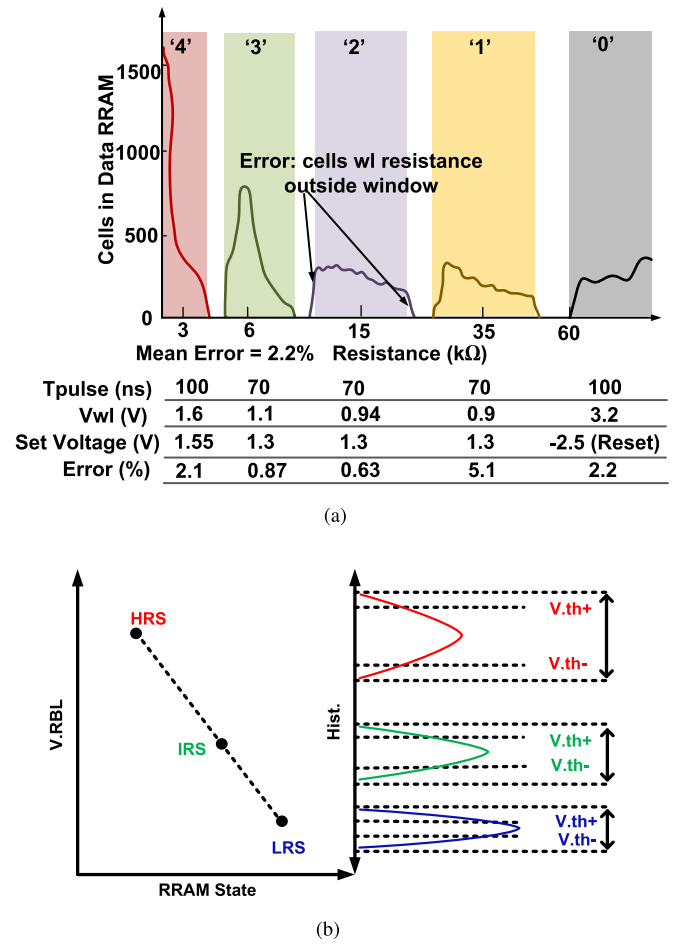 ‘4’ ‘3’ ‘2’ ‘1’ ‘0’
1500
1000
500
0
Cells in Data RRAM
Error: cells wl resistance
outside window
3 6 15 35 60
Mean Error = 2.2% Resistance (kΩ)
Tpulse (ns) 100 70 70 70 100
Vwl (V) 1.6 1.1 0.94 0.9 3.2
Set Voltage (V) 1.55 1.3 1.3 1.3 -2.5 (Reset)
Error (%) 2.1 0.87 0.63 5.1 2.2
(a)
V.RBL
HRS
IRS
LRS
RRAM State
Hist.
V.th+
V.th-
V.th+
V.th-
V.th+
V.th-
(b)